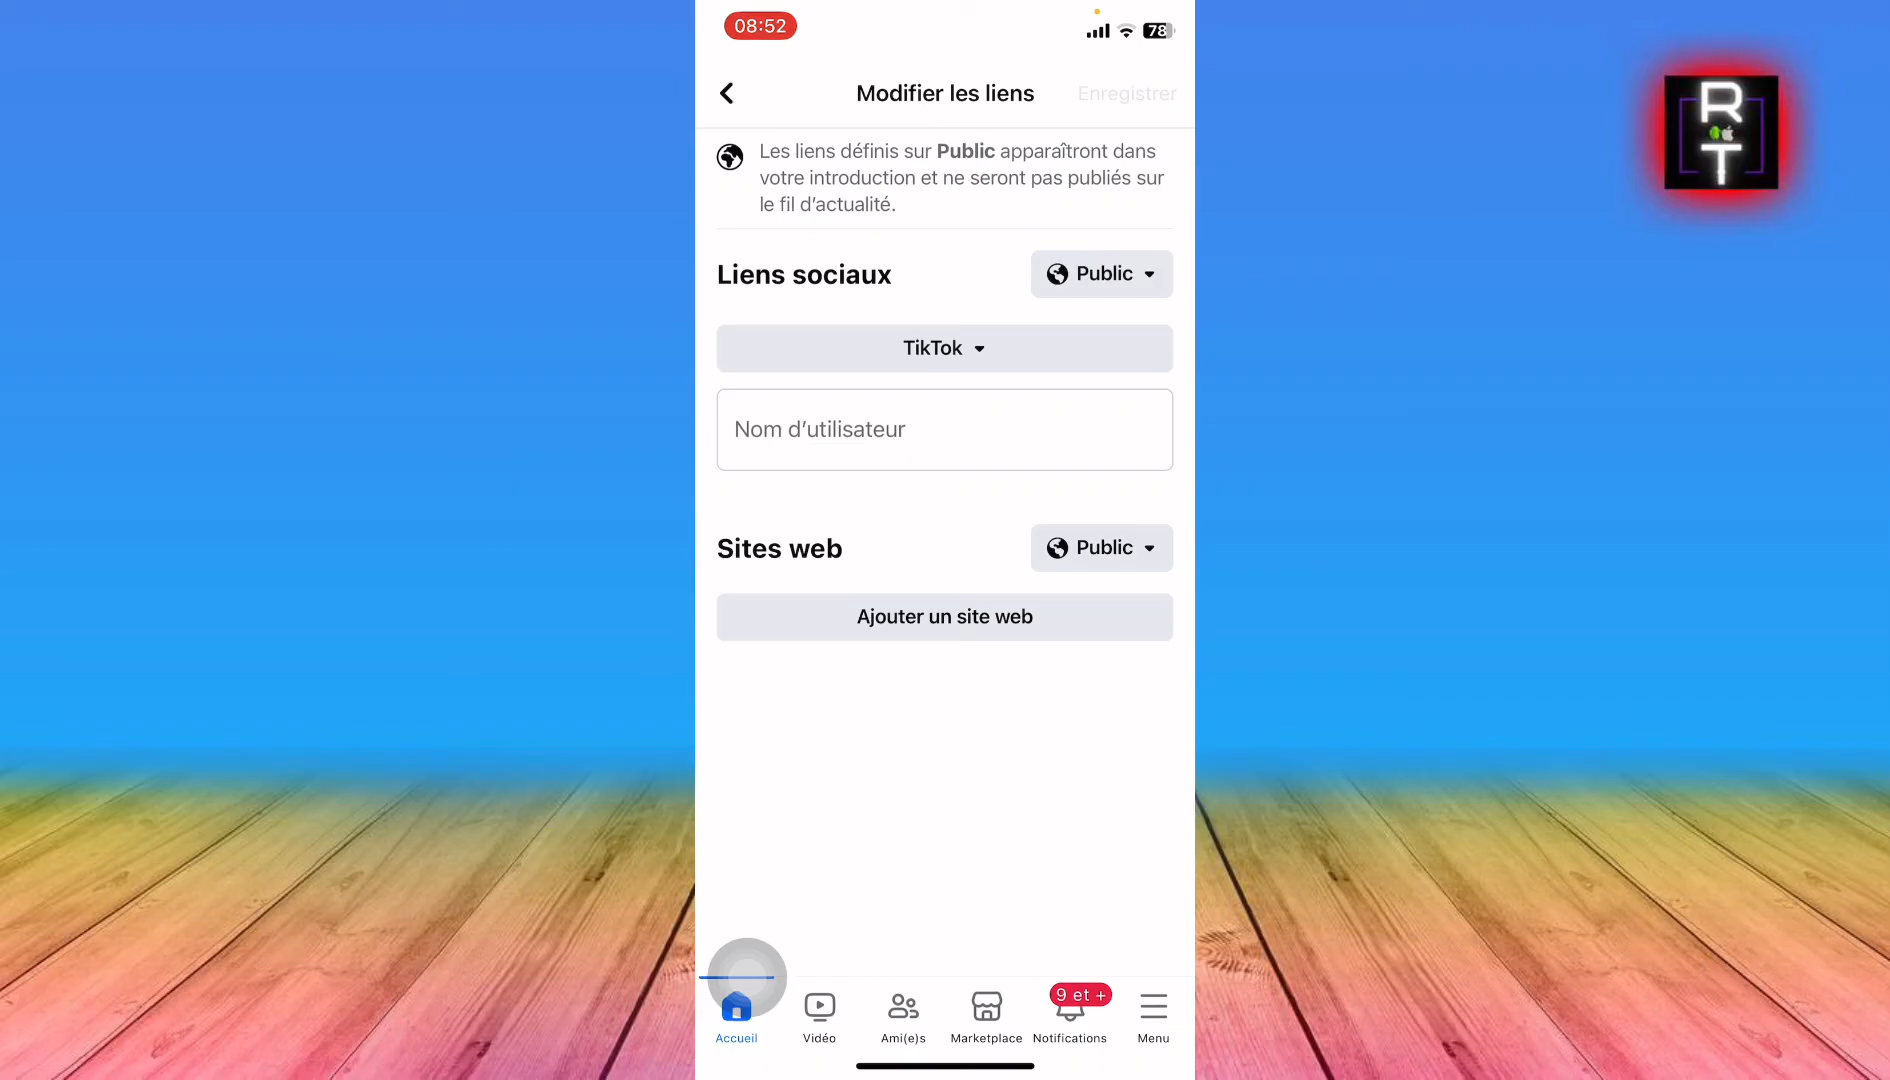 08:52
78
Modifier les liens
Enregistrer
Les liens définis sur Public apparaîtront dans
votre introduction et ne seront pas publiés sur
le fil d’actualité.
Liens sociaux
Public
TikTok
Nom d’utilisateur
Sites web
Public
Ajouter un site web
9 et +
Accueil
Vidéo
Ami(e)s
Marketplace
Notifications
Menu
R
T